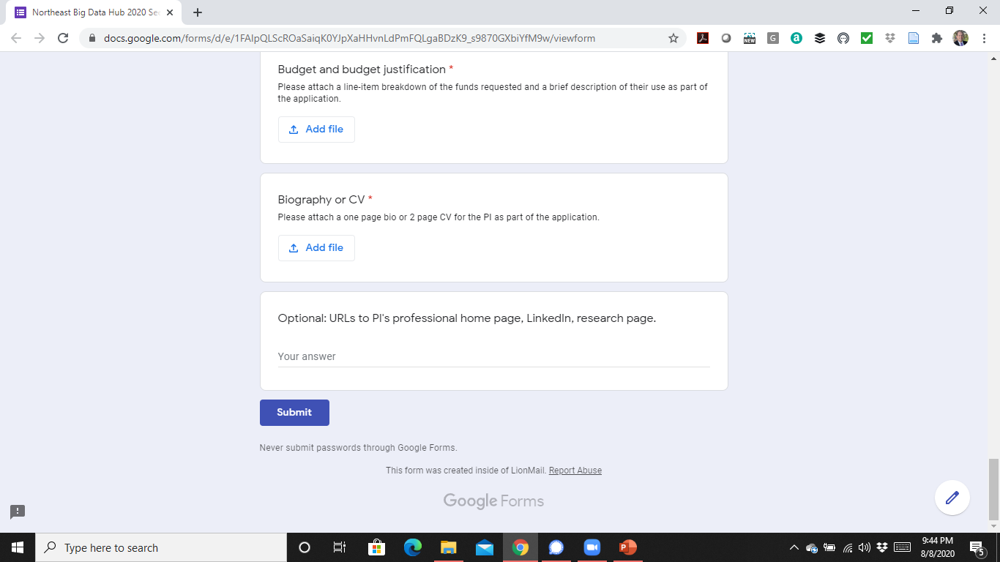 Northeast Big Data Hub 2020 See
docs.google.com/forms/d/e/1FAIpQLScROaSaiqK0YJpXaHHvnLdPmFQLgaBDzK9_s9870GXbiYfM9w/viewform
NEW
G
a
Budget and budget justification *
Please attach a line-item breakdown of the funds requested and a brief description of their use as part of
the application.
Add file
Biography or CV *
Please attach a one page bio or 2 page CV for the PI as part of the application.
Add file
Optional: URLs to PI's professional home page, LinkedIn, research page.
Your answer
Submit
Never submit passwords through Google Forms.
This form was created inside of LionMail. Report Abuse
Google Forms
Type here to search
P
9:44 PM
8/8/2020
5